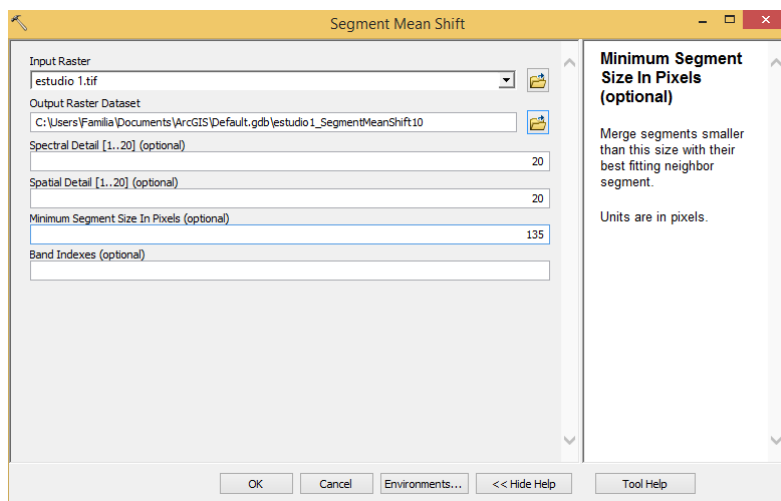 Segment Mean Shift
Input Raster
estudio 1.tif
Output Raster Dataset
C:\Users\Familia\Documents\ArcGIS\Default.gdb\estudio1_SegmentMeanShift10
Spectral Detail [1..20] (optional)
20
Spatial Detail [1..20] (optional)
20
Minimum Segment Size In Pixels (optional)
135
Band Indexes (optional)
Minimum Segment
Size In Pixels
(optional)
Merge segments smaller
than this size with their
best fitting neighbor
segment.
Units are in pixels.
OK
Cancel
Environments...
<< Hide Help
Tool Help